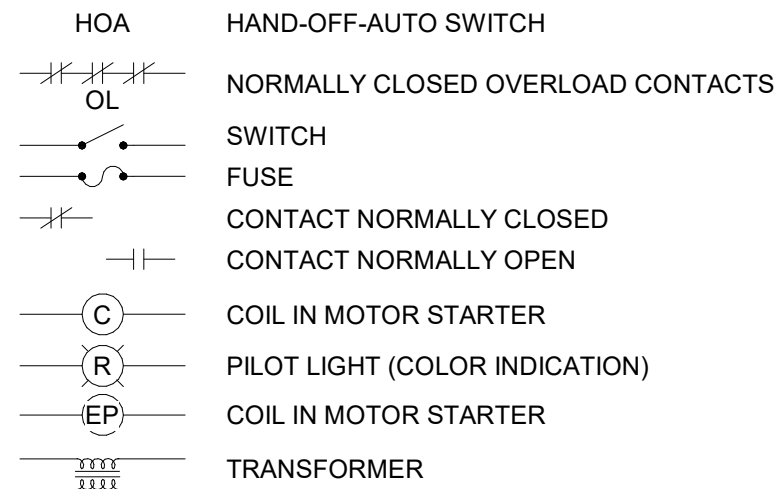 HOA HAND-OFF-AUTO SWITCH
OL NORMALLY CLOSED OVERLOAD CONTACTS
SWITCH
FUSE
CONTACT NORMALLY CLOSED
CONTACT NORMALLY OPEN
C COIL IN MOTOR STARTER
R PILOT LIGHT (COLOR INDICATION)
EP COIL IN MOTOR STARTER
TRANSFORMER